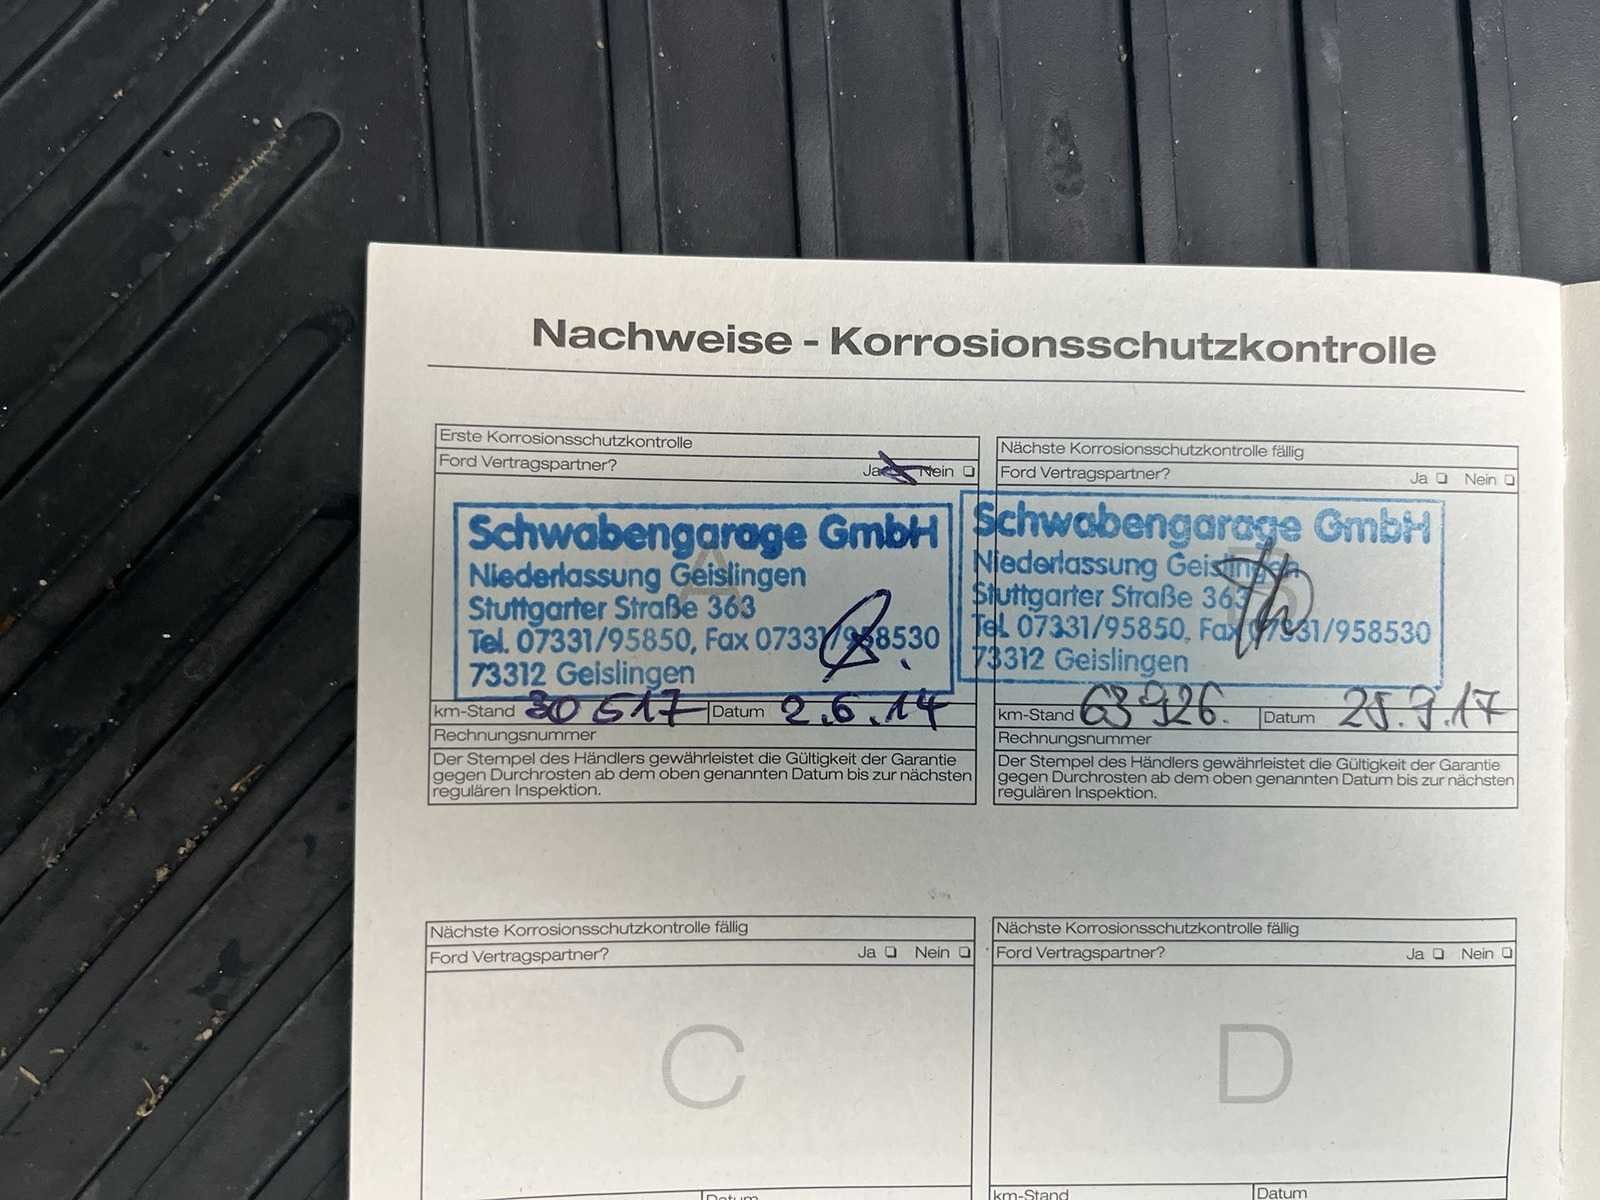 Nachweise - Korrosionsschutzkontrolle
Erste Korrosionsschutzkontrolle
Ford Vertragspartner? Ja Nein
A
Schwabengarage GmbH
Niederlassung Geislingen
Stuttgarter Straße 363
Tel. 07331/95850, Fax 07331/958530
73312 Geislingen
km-Stand 30517 Datum 2.6.14
Rechnungsnummer
Der Stempel des Händlers gewährleistet die Gültigkeit der Garantie
gegen Durchrosten ab dem oben genannten Datum bis zur nächsten
regulären Inspektion.
Nächste Korrosionsschutzkontrolle fällig
Ford Vertragspartner? Ja Nein
B
Schwabengarage GmbH
Niederlassung Geislingen
Stuttgarter Straße 363
Tel. 07331/95850, Fax 07331/958530
73312 Geislingen
km-Stand 63926. Datum 25.9.17
Rechnungsnummer
Der Stempel des Händlers gewährleistet die Gültigkeit der Garantie
gegen Durchrosten ab dem oben genannten Datum bis zur nächsten
regulären Inspektion.
Nächste Korrosionsschutzkontrolle fällig
Ford Vertragspartner? Ja Nein
C
Datum
Nächste Korrosionsschutzkontrolle fällig
Ford Vertragspartner? Ja Nein
D
km-Stand Datum